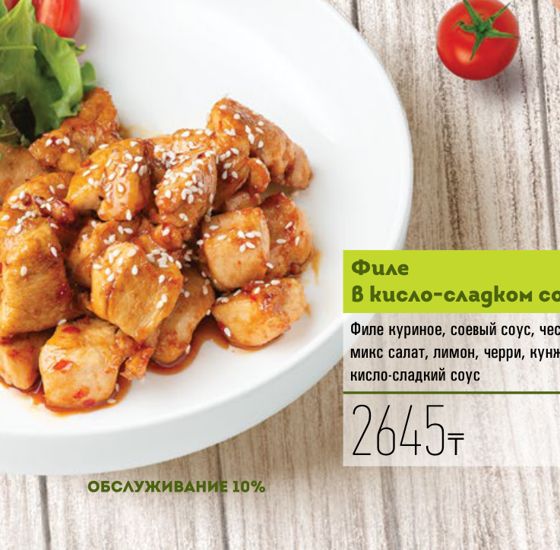 Филе
в кисло-сладком со
Филе куриное, соевый соус, чес
микс салат, лимон, черри, кунж
кисло-сладкий соус
2645₸
ОБСЛУЖИВАНИЕ 10%